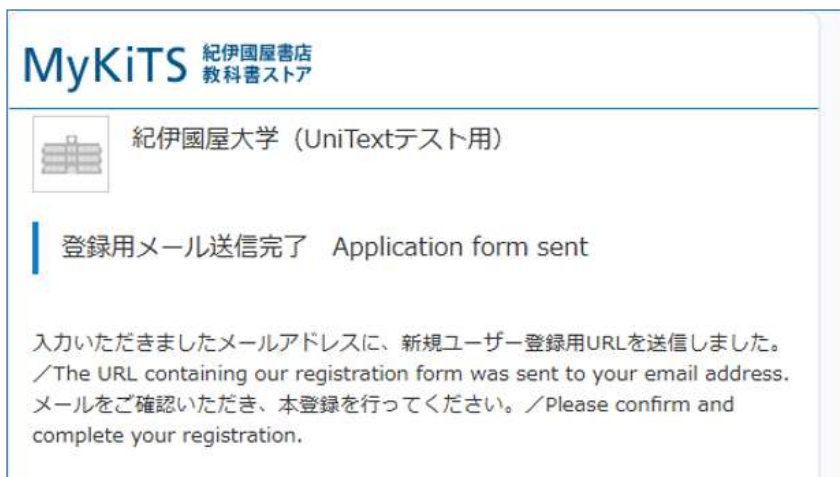 MyKiTS 紀伊國屋書店
教科書ストア
紀伊國屋大学（UniTextテスト用）
登録用メール送信完了　Application form sent
入力いただきましたメールアドレスに、新規ユーザー登録用URLを送信しました。
／The URL containing our registration form was sent to your email address.
メールをご確認いただき、本登録を行ってください。／Please confirm and
complete your registration.